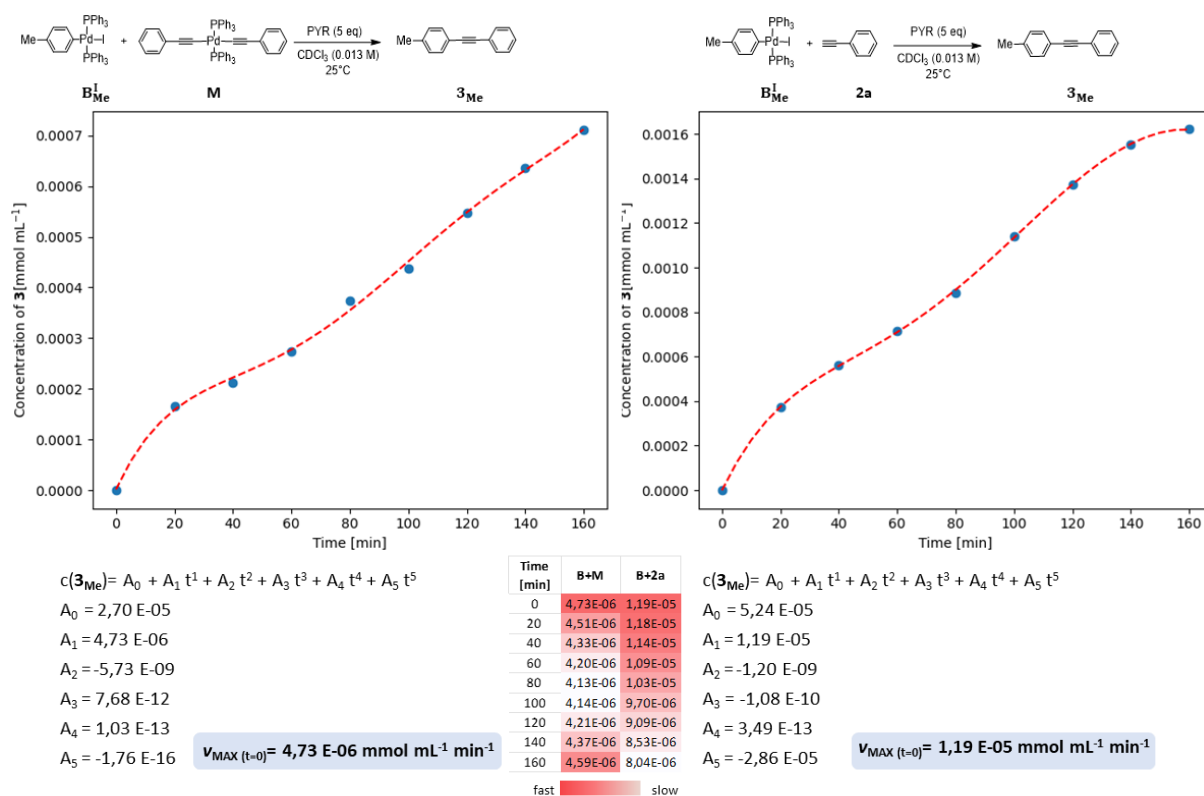 PPh3
Me
Pd-I
PPh3
+
PPh3
Pd
PPh3
PYR (5 eq)
CDCl3 (0.013 M)
25°C
Me
B^I_Me
M
3_Me
PPh3
Me
Pd-I
PPh3
+
PYR (5 eq)
CDCl3 (0.013 M)
25°C
Me
B^I_Me
2a
3_Me
Concentration of 3[mmol mL⁻¹]
0.0007
0.0006
0.0005
0.0004
0.0003
0.0002
0.0001
0.0000
0 20 40 60 80 100 120 140 160
Time [min]
Concentration of 3[mmol mL⁻¹]
0.0016
0.0014
0.0012
0.0010
0.0008
0.0006
0.0004
0.0002
0.0000
0 20 40 60 80 100 120 140 160
Time [min]
c(3Me)= A0 + A1 t¹ + A2 t² + A3 t³ + A4 t⁴ + A5 t⁵
A0 = 2,70 E-05
A1 = 4,73 E-06
A2 = -5,73 E-09
A3 = 7,68 E-12
A4 = 1,03 E-13
A5 = -1,76 E-16
vMAX (t=0)= 4,73 E-06 mmol mL⁻¹ min⁻¹
Time [min] B+M B+2a
0 4,73E-06 1,19E-05
20 4,51E-06 1,18E-05
40 4,33E-06 1,14E-05
60 4,20E-06 1,09E-05
80 4,13E-06 1,03E-05
100 4,14E-06 9,70E-06
120 4,21E-06 9,09E-06
140 4,37E-06 8,53E-06
160 4,59E-06 8,04E-06
fast slow
c(3Me)= A0 + A1 t¹ + A2 t² + A3 t³ + A4 t⁴ + A5 t⁵
A0 = 5,24 E-05
A1 = 1,19 E-05
A2 = -1,20 E-09
A3 = -1,08 E-10
A4 = 3,49 E-13
A5 = -2,86 E-05
vMAX (t=0)= 1,19 E-05 mmol mL⁻¹ min⁻¹